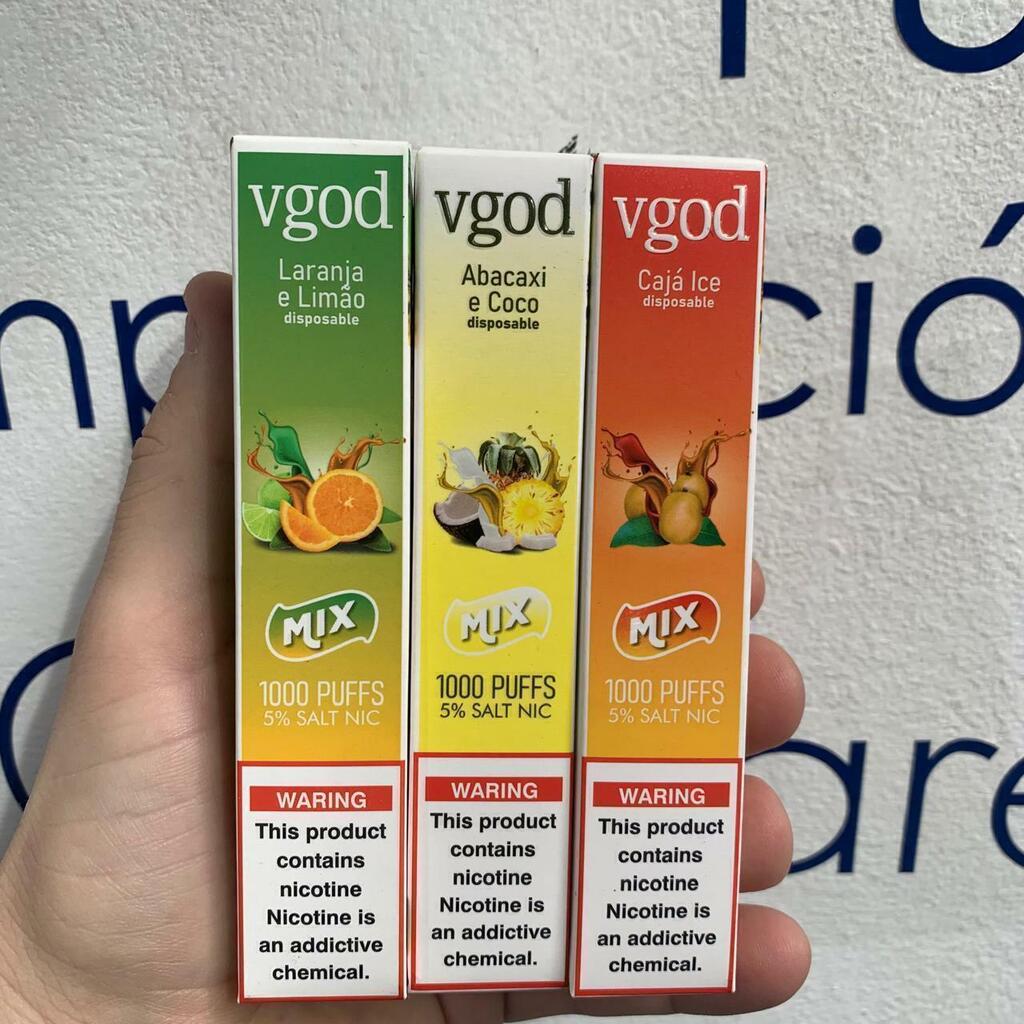 vgod
Laranja
e Limão
disposable
MIX
1000 PUFFS
5% SALT NIC
WARING
This product
contains
nicotine
Nicotine is
an addictive
chemical.
vgod
Abacaxi
e Coco
disposable
MIX
1000 PUFFS
5% SALT NIC
WARING
This product
contains
nicotine
Nicotine is
an addictive
chemical.
vgod
Cajá Ice
disposable
MIX
1000 PUFFS
5% SALT NIC
WARING
This product
contains
nicotine
Nicotine is
an addictive
chemical.